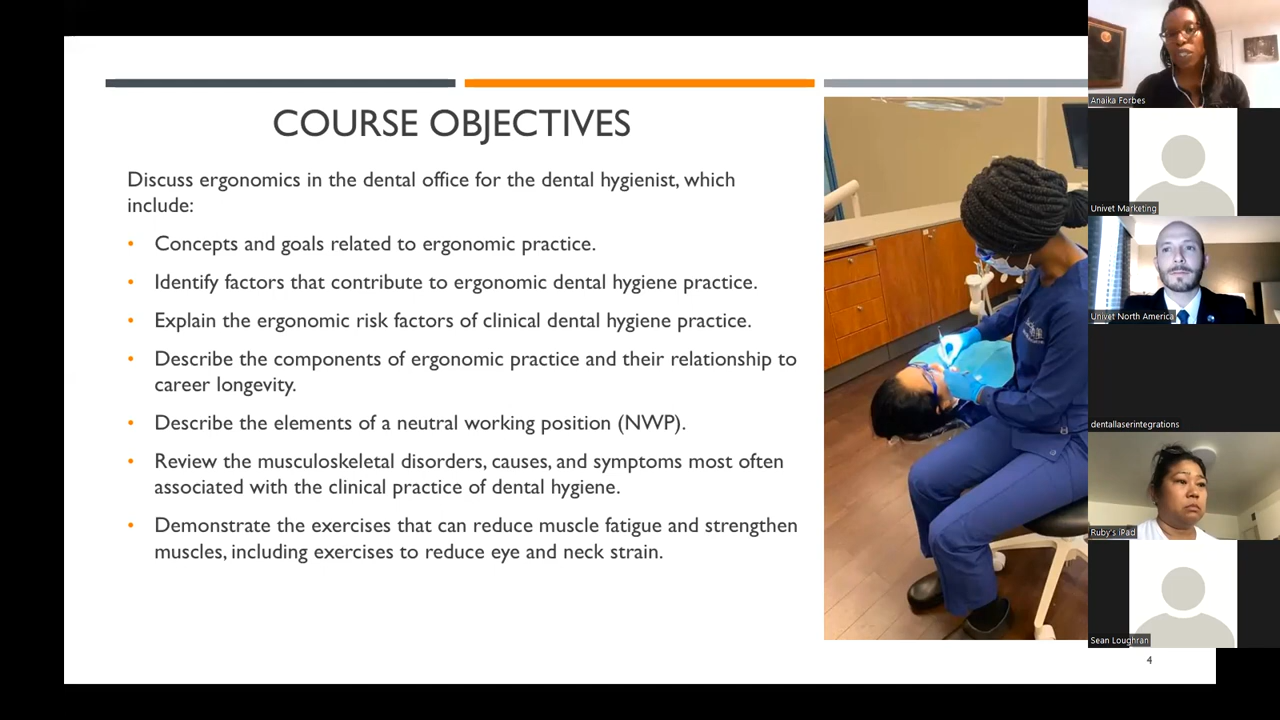 COURSE OBJECTIVES
Discuss ergonomics in the dental office for the dental hygienist, which
include:
• Concepts and goals related to ergonomic practice.
• Identify factors that contribute to ergonomic dental hygiene practice.
• Explain the ergonomic risk factors of clinical dental hygiene practice.
• Describe the components of ergonomic practice and their relationship to
career longevity.
• Describe the elements of a neutral working position (NWP).
• Review the musculoskeletal disorders, causes, and symptoms most often
associated with the clinical practice of dental hygiene.
• Demonstrate the exercises that can reduce muscle fatigue and strengthen
muscles, including exercises to reduce eye and neck strain.
Anaika Forbes
Univet Marketing
Univet North America
dentallaserintegrations
Ruby's iPad
Sean Loughran
4